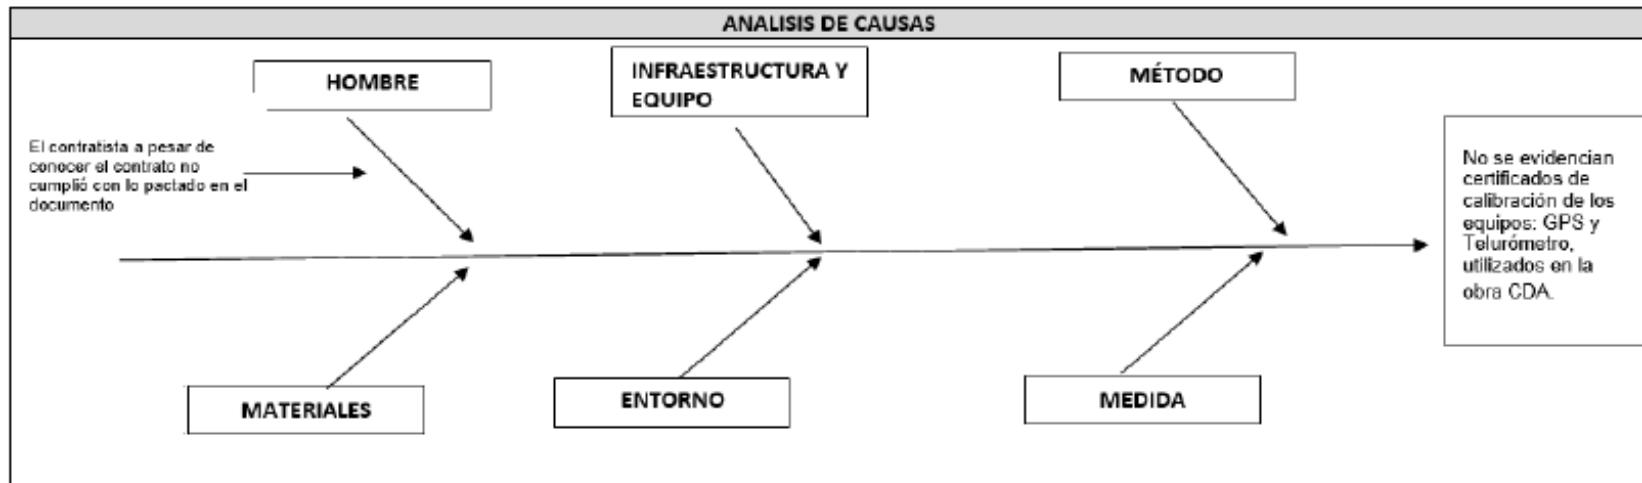 ANALISIS DE CAUSAS
HOMBRE
INFRAESTRUCTURA Y
EQUIPO
MÉTODO
El contratista a pesar de
conocer el contrato no
cumplió con lo pactado en el
documento
No se evidencian
certificados de
calibración de los
equipos: GPS y
Telurómetro,
utilizados en la
obra CDA.
MATERIALES
ENTORNO
MEDIDA